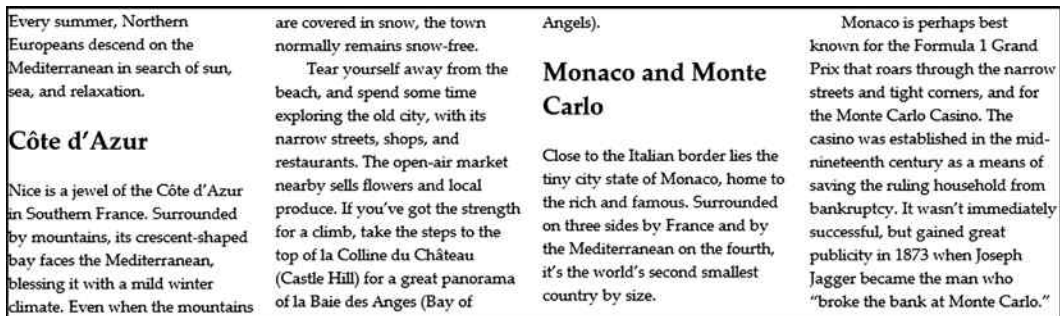 Every summer, Northern
Europeans descend on the
Mediterranean in search of sun,
sea, and relaxation.
Côte d’Azur
Nice is a jewel of the Côte d’Azur
in Southern France. Surrounded
by mountains, its crescent-shaped
bay faces the Mediterranean,
blessing it with a mild winter
climate. Even when the mountains
are covered in snow, the town
normally remains snow-free.
Tear yourself away from the
beach, and spend some time
exploring the old city, with its
narrow streets, shops, and
restaurants. The open-air market
nearby sells flowers and local
produce. If you’ve got the strength
for a climb, take the steps to the
top of la Colline du Château
(Castle Hill) for a great panorama
of la Baie des Anges (Bay of
Angels).
Monaco and Monte
Carlo
Close to the Italian border lies the
tiny city state of Monaco, home to
the rich and famous. Surrounded
on three sides by France and by
the Mediterranean on the fourth,
it’s the world’s second smallest
country by size.
Monaco is perhaps best
known for the Formula 1 Grand
Prix that roars through the narrow
streets and tight corners, and for
the Monte Carlo Casino. The
casino was established in the mid-
nineteenth century as a means of
saving the ruling household from
bankruptcy. It wasn’t immediately
successful, but gained great
publicity in 1873 when Joseph
Jagger became the man who
“broke the bank at Monte Carlo.”